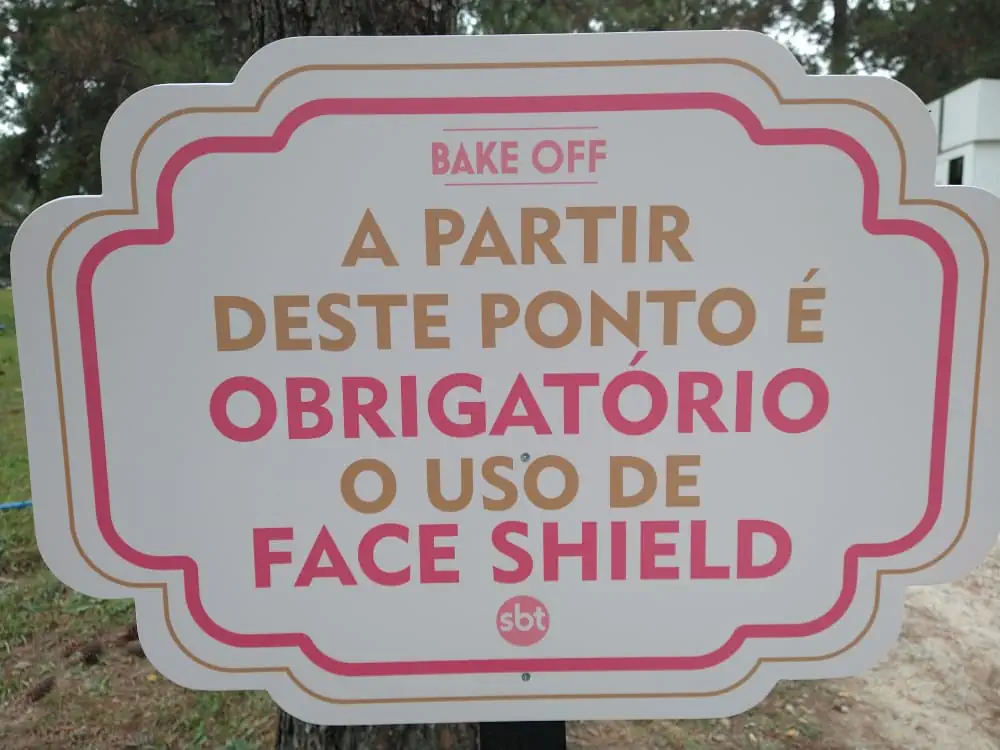 BAKE OFF
A PARTIR
DESTE PONTO É
OBRIGATÓRIO
O USO DE
FACE SHIELD
sbt